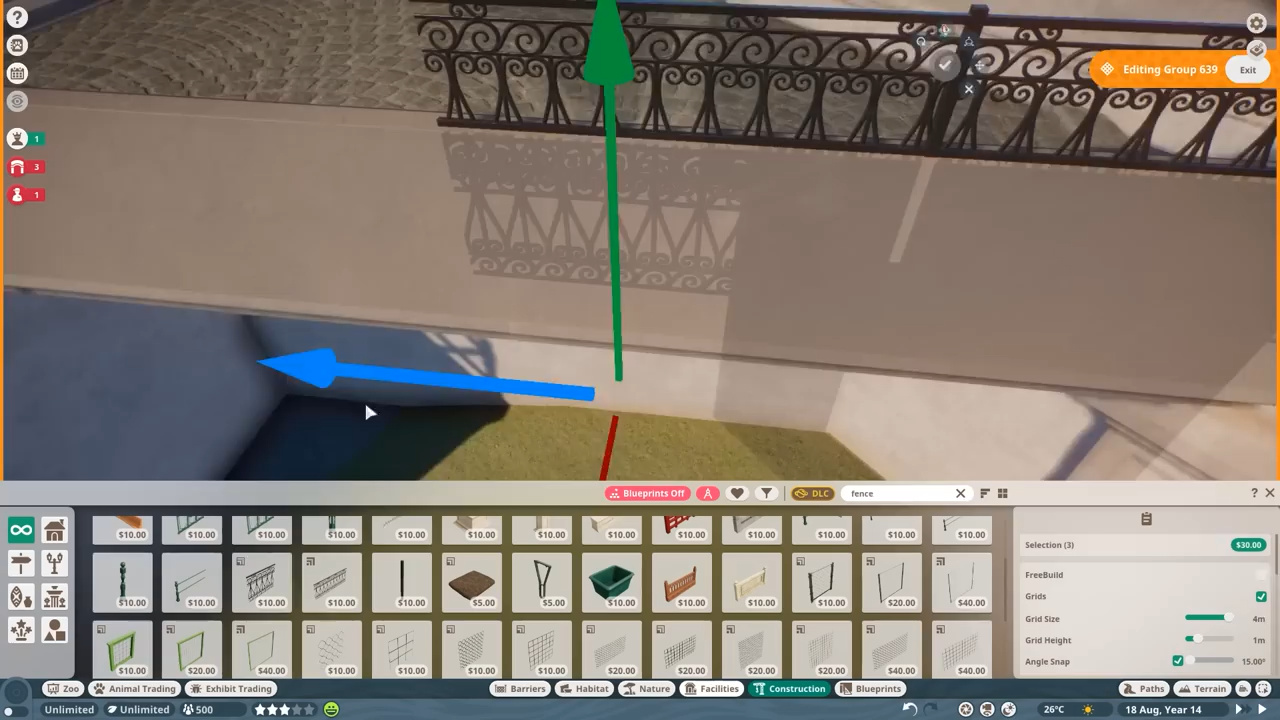 ?
Editing Group 639
Exit
1
3
1
Blueprints Off
DLC
fence
?
$10.00 $10.00 $10.00 $10.00 $10.00 $10.00 $10.00 $10.00 $10.00 $10.00 $10.00 $10.00 $10.00
$10.00 $10.00 $10.00 $10.00 $10.00 $5.00 $5.00 $10.00 $10.00 $10.00 $10.00 $20.00 $40.00
$10.00 $20.00 $40.00 $10.00 $10.00 $10.00 $10.00 $20.00 $20.00 $20.00 $20.00 $40.00 $40.00
Selection (3)
$30.00
FreeBuild
Grids
Grid Size 4m
Grid Height 1m
Angle Snap 15.00°
Zoo Animal Trading Exhibit Trading Barriers Habitat Nature Facilities Construction Blueprints Paths Terrain
Unlimited Unlimited 500 26°C 18 Aug, Year 14